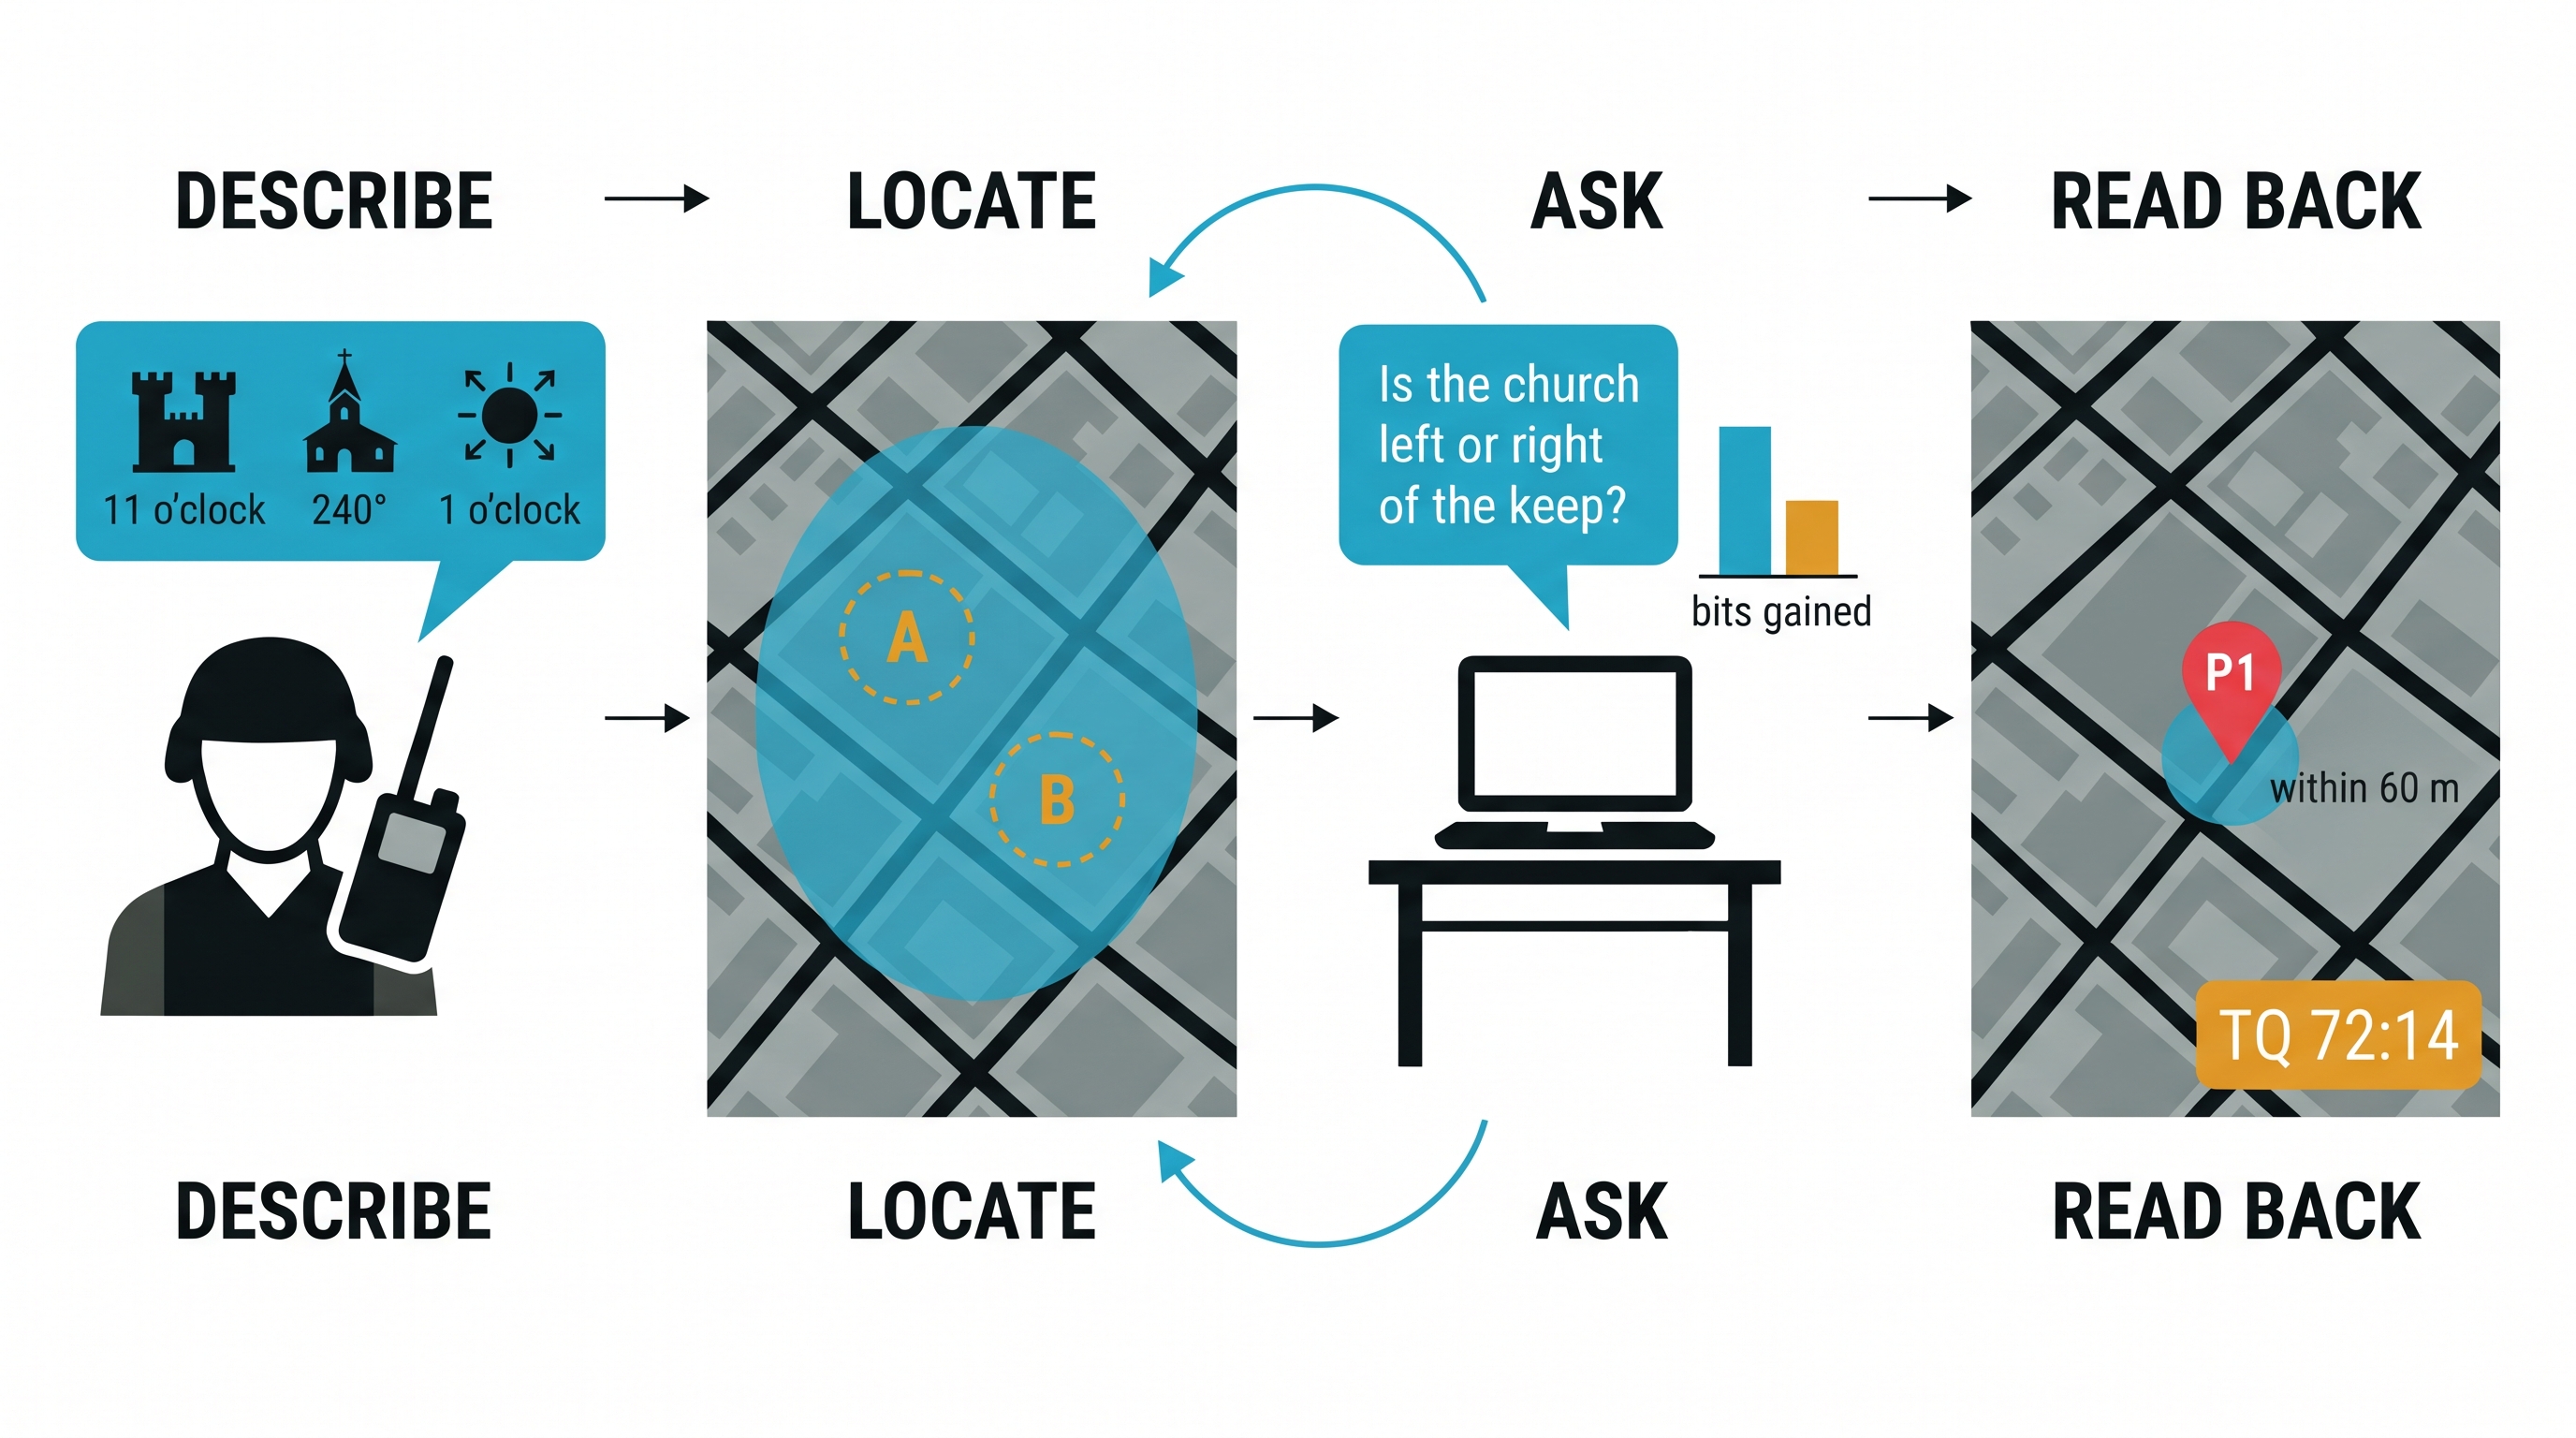 DESCRIBE
LOCATE
ASK
READ BACK
11 o’clock
240°
1 o’clock
A
B
Is the church
left or right
of the keep?
bits gained
P1
within 60 m
TQ 72:14
DESCRIBE
LOCATE
ASK
READ BACK